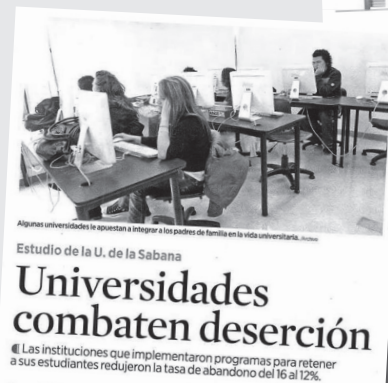 Algunas universidades le apuestan a integrar a los padres de familia en la vida universitaria. Archivo
Estudio de la U. de la Sabana
Universidades
combaten deserción
Las instituciones que implementaron programas para retener
a sus estudiantes redujeron la tasa de abandono del 16 al 12%.